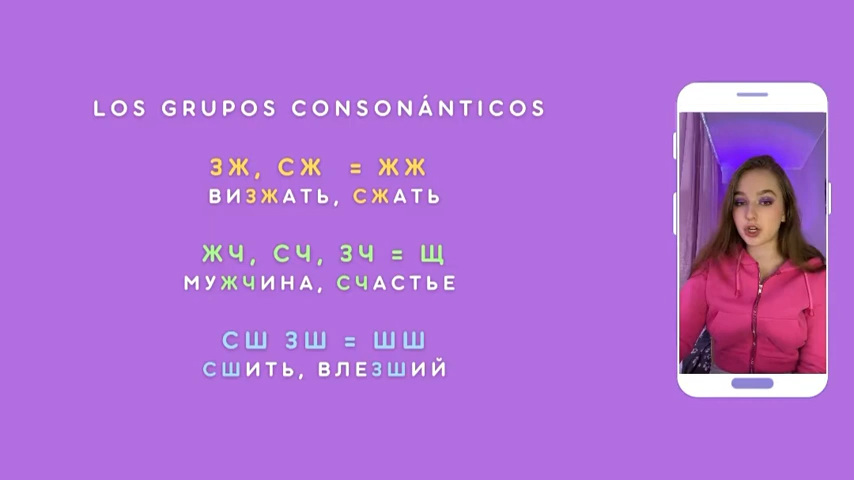 LOS GRUPOS CONSONÁNTICOS
ЗЖ, СЖ = ЖЖ
ВИЗЖАТЬ, СЖАТЬ
ЖЧ, СЧ, ЗЧ = Щ
МУЖЧИНА, СЧАСТЬЕ
СШ ЗШ = ШШ
СШИТЬ, ВЛЕЗШИЙ